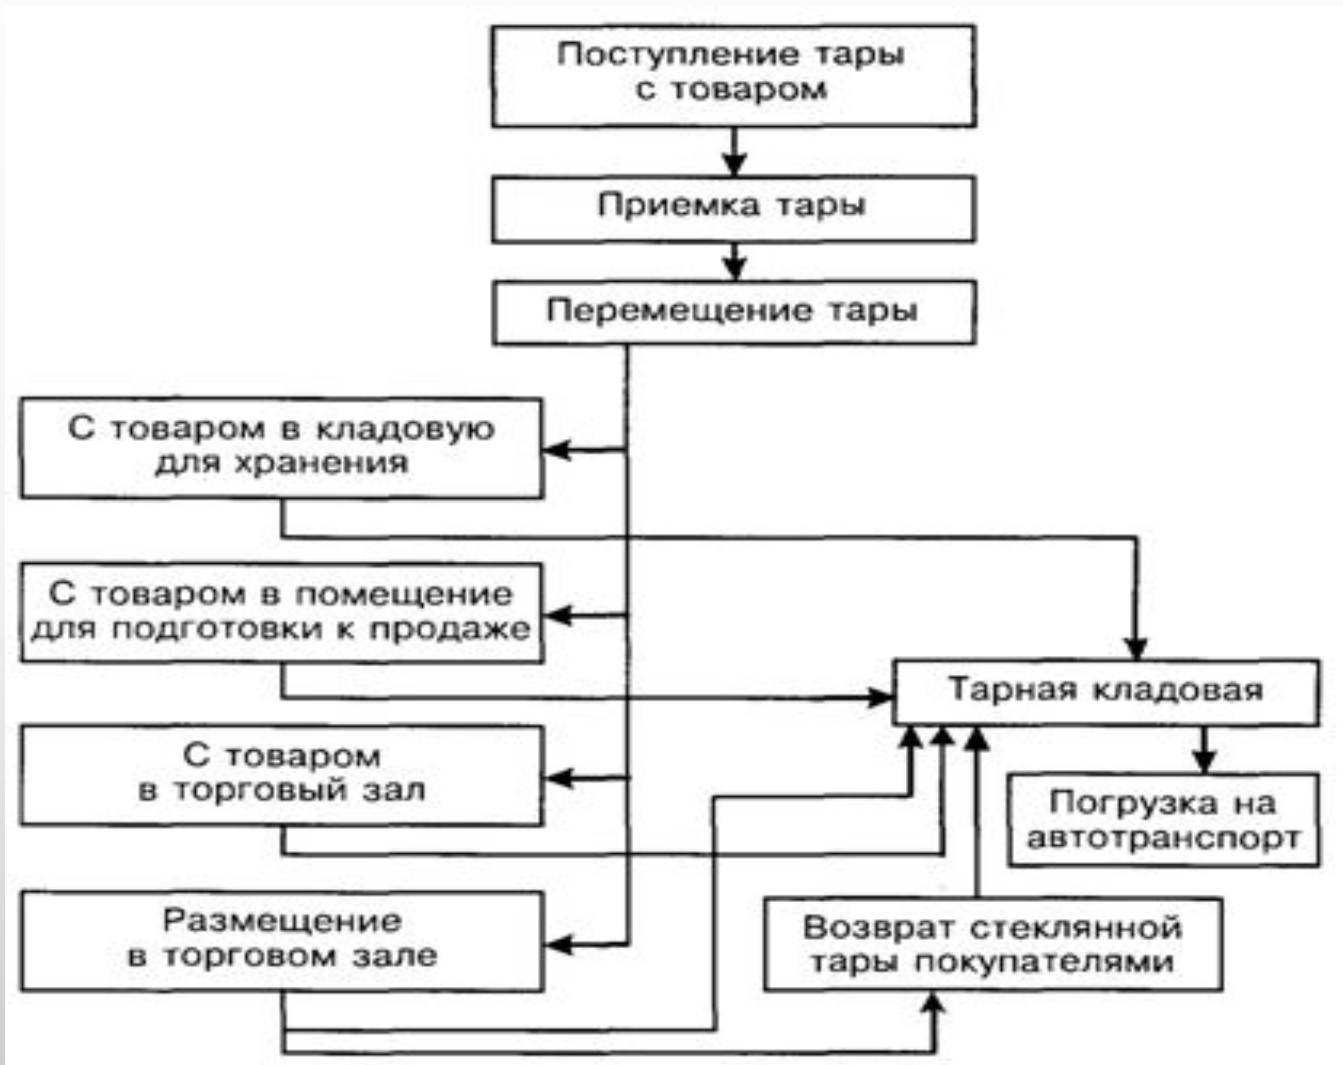 Поступление тары
с товаром
Приемка тары
Перемещение тары
С товаром в кладовую
для хранения
С товаром в помещение
для подготовки к продаже
Тарная кладовая
С товаром
в торговый зал
Погрузка на
автотранспорт
Размещение
в торговом зале
Возврат стеклянной
тары покупателями